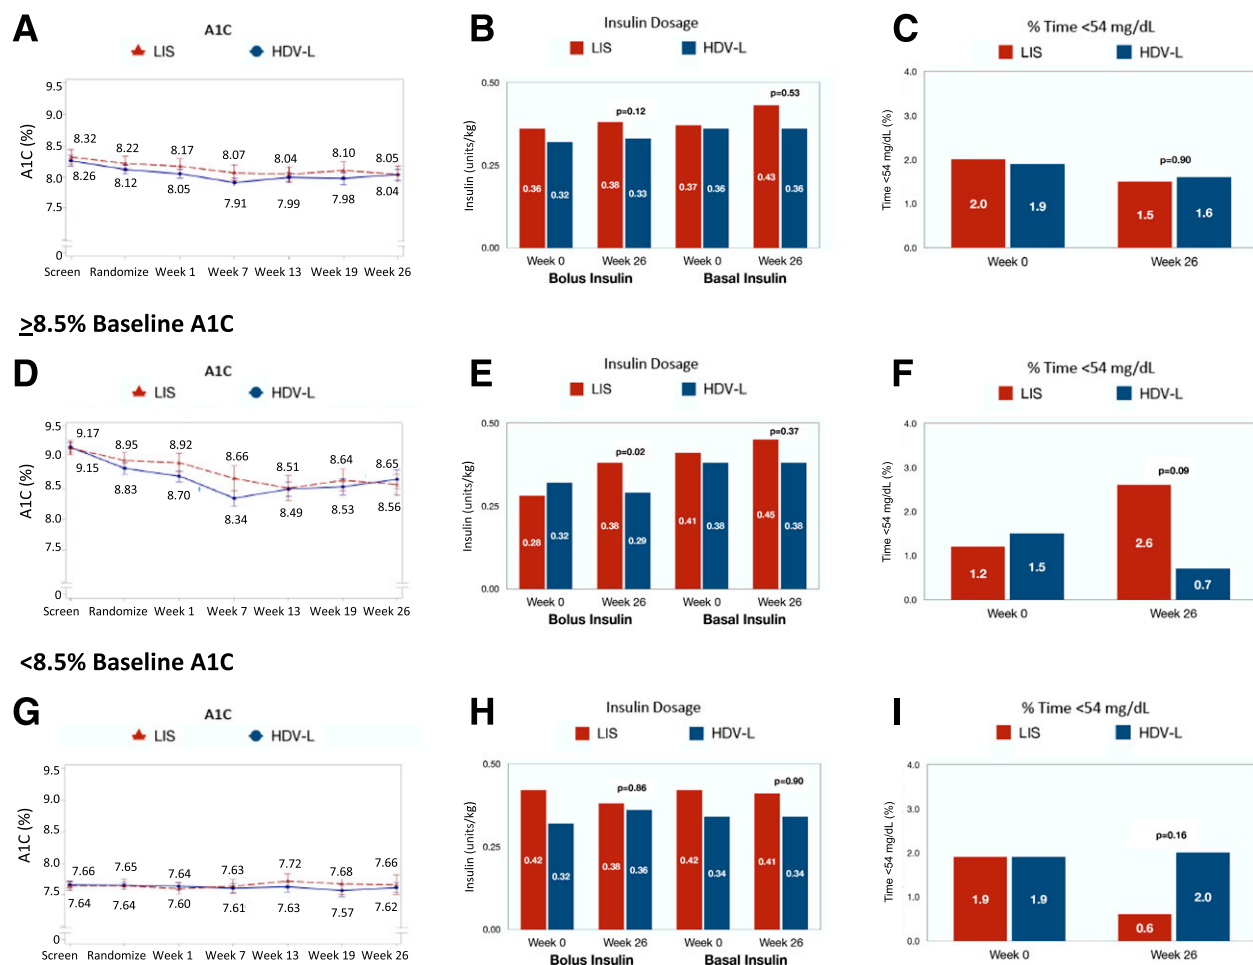 A
A1C
LIS HDV-L
A1C (%)
9.5
9.0
8.5
8.0
7.5
0
8.32 8.22 8.17 8.07 8.04 8.10 8.05
8.26 8.12 8.05 7.91 7.99 7.98 8.04
Screen Randomize Week 1 Week 7 Week 13 Week 19 Week 26
B
Insulin Dosage
LIS HDV-L
Insulin (units/kg)
0.50
0.25
0.00
p=0.12 p=0.53
0.36 0.32 0.38 0.33 0.37 0.36 0.43 0.36
Week 0 Week 26 Week 0 Week 26
Bolus Insulin Basal Insulin
C
% Time <54 mg/dL
LIS HDV-L
Time <54 mg/dL (%)
4.0
3.0
2.0
1.0
0.0
p=0.90
2.0 1.9 1.5 1.6
Week 0 Week 26
≥8.5% Baseline A1C
D
A1C
LIS HDV-L
A1C (%)
9.5
9.0
8.5
8.0
7.5
0
9.17 8.95 8.92 8.66 8.51 8.64 8.65
9.15 8.83 8.70 8.34 8.49 8.53 8.56
Screen Randomize Week 1 Week 7 Week 13 Week 19 Week 26
E
Insulin Dosage
LIS HDV-L
Insulin (units/kg)
0.50
0.25
0.00
p=0.02 p=0.37
0.28 0.32 0.38 0.29 0.41 0.38 0.45 0.38
Week 0 Week 26 Week 0 Week 26
Bolus Insulin Basal Insulin
F
% Time <54 mg/dL
LIS HDV-L
Time <54 mg/dL (%)
4.0
3.0
2.0
1.0
0.0
p=0.09
1.2 1.5 2.6 0.7
Week 0 Week 26
<8.5% Baseline A1C
G
A1C
LIS HDV-L
A1C (%)
9.5
9.0
8.5
8.0
7.5
0
7.66 7.65 7.64 7.63 7.72 7.68 7.66
7.64 7.64 7.60 7.61 7.63 7.57 7.62
Screen Randomize Week 1 Week 7 Week 13 Week 19 Week 26
H
Insulin Dosage
LIS HDV-L
Insulin (units/kg)
0.50
0.25
0.00
p=0.86 p=0.90
0.42 0.32 0.38 0.36 0.42 0.34 0.41 0.34
Week 0 Week 26 Week 0 Week 26
Bolus Insulin Basal Insulin
I
% Time <54 mg/dL
LIS HDV-L
Time <54 mg/dL (%)
4.0
3.0
2.0
1.0
0.0
p=0.16
1.9 1.9 0.6 2.0
Week 0 Week 26